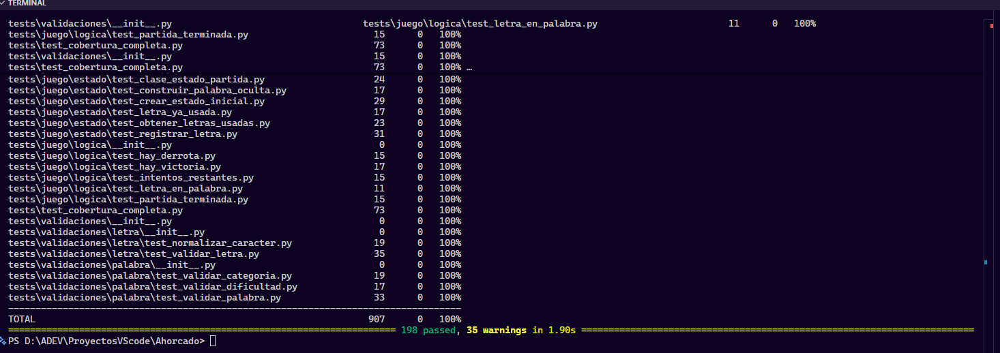 TERMINAL
tests\validaciones\__init__.py tests\juego\logica\test_letra_en_palabra.py 11 0 100%
tests\juego\logica\test_partida_terminada.py 15 0 100%
tests\test_cobertura_completa.py 73 0 100%
tests\validaciones\__init__.py 15 0 100%
tests\test_cobertura_completa.py 73 0 100% …
tests\juego\estado\test_clase_estado_partida.py 24 0 100%
tests\juego\estado\test_construir_palabra_oculta.py 17 0 100%
tests\juego\estado\test_crear_estado_inicial.py 29 0 100%
tests\juego\estado\test_letra_ya_usada.py 17 0 100%
tests\juego\estado\test_obtener_letras_usadas.py 23 0 100%
tests\juego\estado\test_registrar_letra.py 31 0 100%
tests\juego\logica\__init__.py 0 0 100%
tests\juego\logica\test_hay_derrota.py 15 0 100%
tests\juego\logica\test_hay_victoria.py 17 0 100%
tests\juego\logica\test_intentos_restantes.py 15 0 100%
tests\juego\logica\test_letra_en_palabra.py 11 0 100%
tests\juego\logica\test_partida_terminada.py 15 0 100%
tests\test_cobertura_completa.py 73 0 100%
tests\validaciones\__init__.py 0 0 100%
tests\validaciones\letra\__init__.py 0 0 100%
tests\validaciones\letra\test_normalizar_caracter.py 19 0 100%
tests\validaciones\letra\test_validar_letra.py 35 0 100%
tests\validaciones\palabra\__init__.py 0 0 100%
tests\validaciones\palabra\test_validar_categoria.py 19 0 100%
tests\validaciones\palabra\test_validar_dificultad.py 17 0 100%
tests\validaciones\palabra\test_validar_palabra.py 33 0 100%
TOTAL 907 0 100%
198 passed, 35 warnings in 1.90s
PS D:\ADEV\ProyectosVScode\Ahorcado>